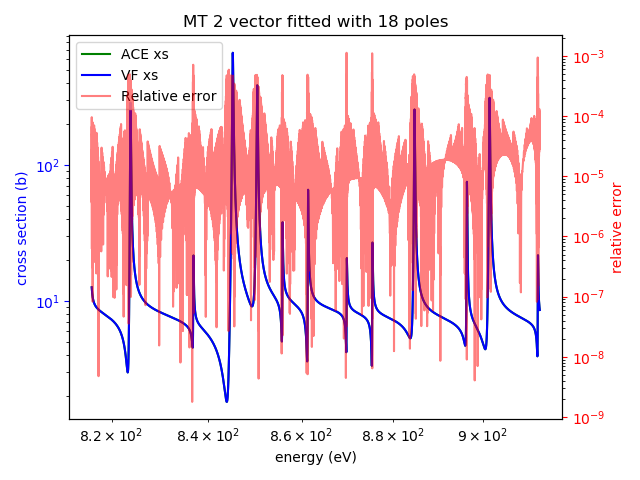 MT 2 vector fitted with 18 poles
ACE xs
VF xs
Relative error
cross section (b)
10²
10¹
relative error
10⁻³
10⁻⁴
10⁻⁵
10⁻⁶
10⁻⁷
10⁻⁸
10⁻⁹
8.2 × 10² 8.4 × 10² 8.6 × 10² 8.8 × 10² 9 × 10²
energy (eV)